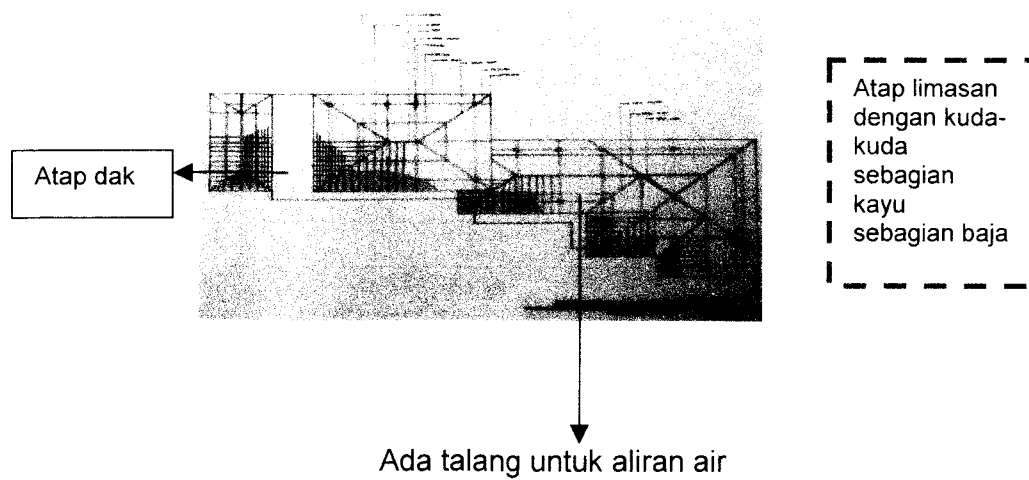 Atap dak
Atap limasan
dengan kuda-
kuda
sebagian
kayu
sebagian baja
Ada talang untuk aliran air